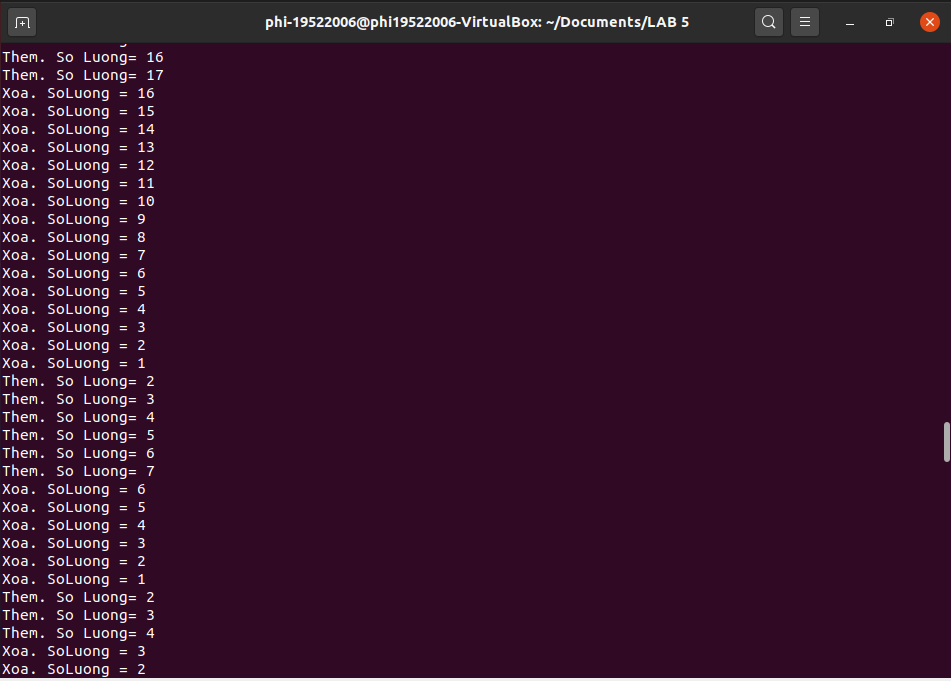 phi-19522006@phi19522006-VirtualBox: ~/Documents/LAB 5
Them. So Luong= 16
Them. So Luong= 17
Xoa. SoLuong = 16
Xoa. SoLuong = 15
Xoa. SoLuong = 14
Xoa. SoLuong = 13
Xoa. SoLuong = 12
Xoa. SoLuong = 11
Xoa. SoLuong = 10
Xoa. SoLuong = 9
Xoa. SoLuong = 8
Xoa. SoLuong = 7
Xoa. SoLuong = 6
Xoa. SoLuong = 5
Xoa. SoLuong = 4
Xoa. SoLuong = 3
Xoa. SoLuong = 2
Xoa. SoLuong = 1
Them. So Luong= 2
Them. So Luong= 3
Them. So Luong= 4
Them. So Luong= 5
Them. So Luong= 6
Them. So Luong= 7
Xoa. SoLuong = 6
Xoa. SoLuong = 5
Xoa. SoLuong = 4
Xoa. SoLuong = 3
Xoa. SoLuong = 2
Xoa. SoLuong = 1
Them. So Luong= 2
Them. So Luong= 3
Them. So Luong= 4
Xoa. SoLuong = 3
Xoa. SoLuong = 2